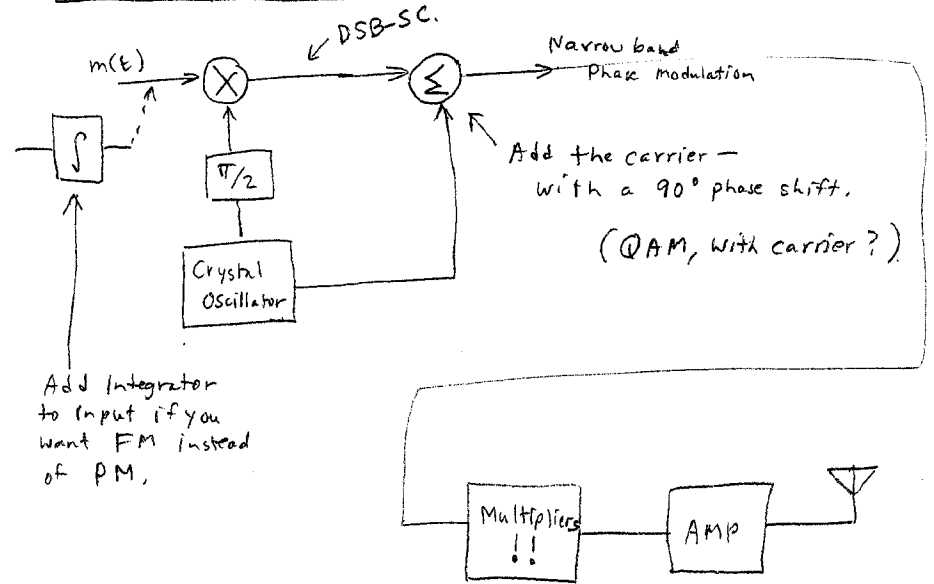 DSB-SC.
m(t)
X
Σ
Narrow band
Phase modulation
∫
π/2
Add the carrier —
with a 90° phase shift.
(QAM, with carrier?)
Crystal
Oscillator
Add Integrator
to input if you
want FM instead
of PM.
Multipliers
!!
AMP